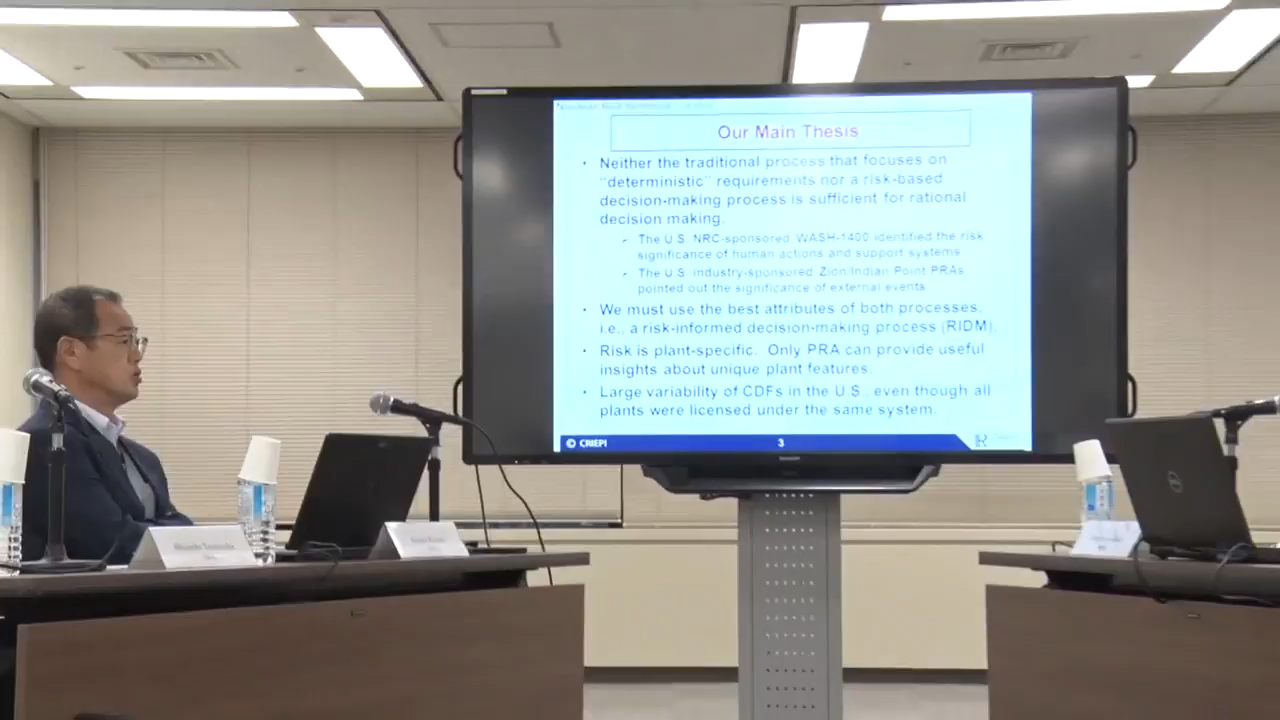 Our Main Thesis
• Neither the traditional process that focuses on
"deterministic" requirements nor a risk-based
decision-making process is sufficient for rational
decision making.
- The U.S. NRC-sponsored WASH-1400 identified the risk
significance of human actions and support systems
- The U.S. industry-sponsored Zion/Indian Point PRAs
pointed out the significance of external events
• We must use the best attributes of both processes,
i.e., a risk-informed decision-making process (RIDM).
• Risk is plant-specific. Only PRA can provide useful
insights about unique plant features.
• Large variability of CDFs in the U.S., even though all
plants were licensed under the same system.
© CRIEPI 3
SHARP
DELL